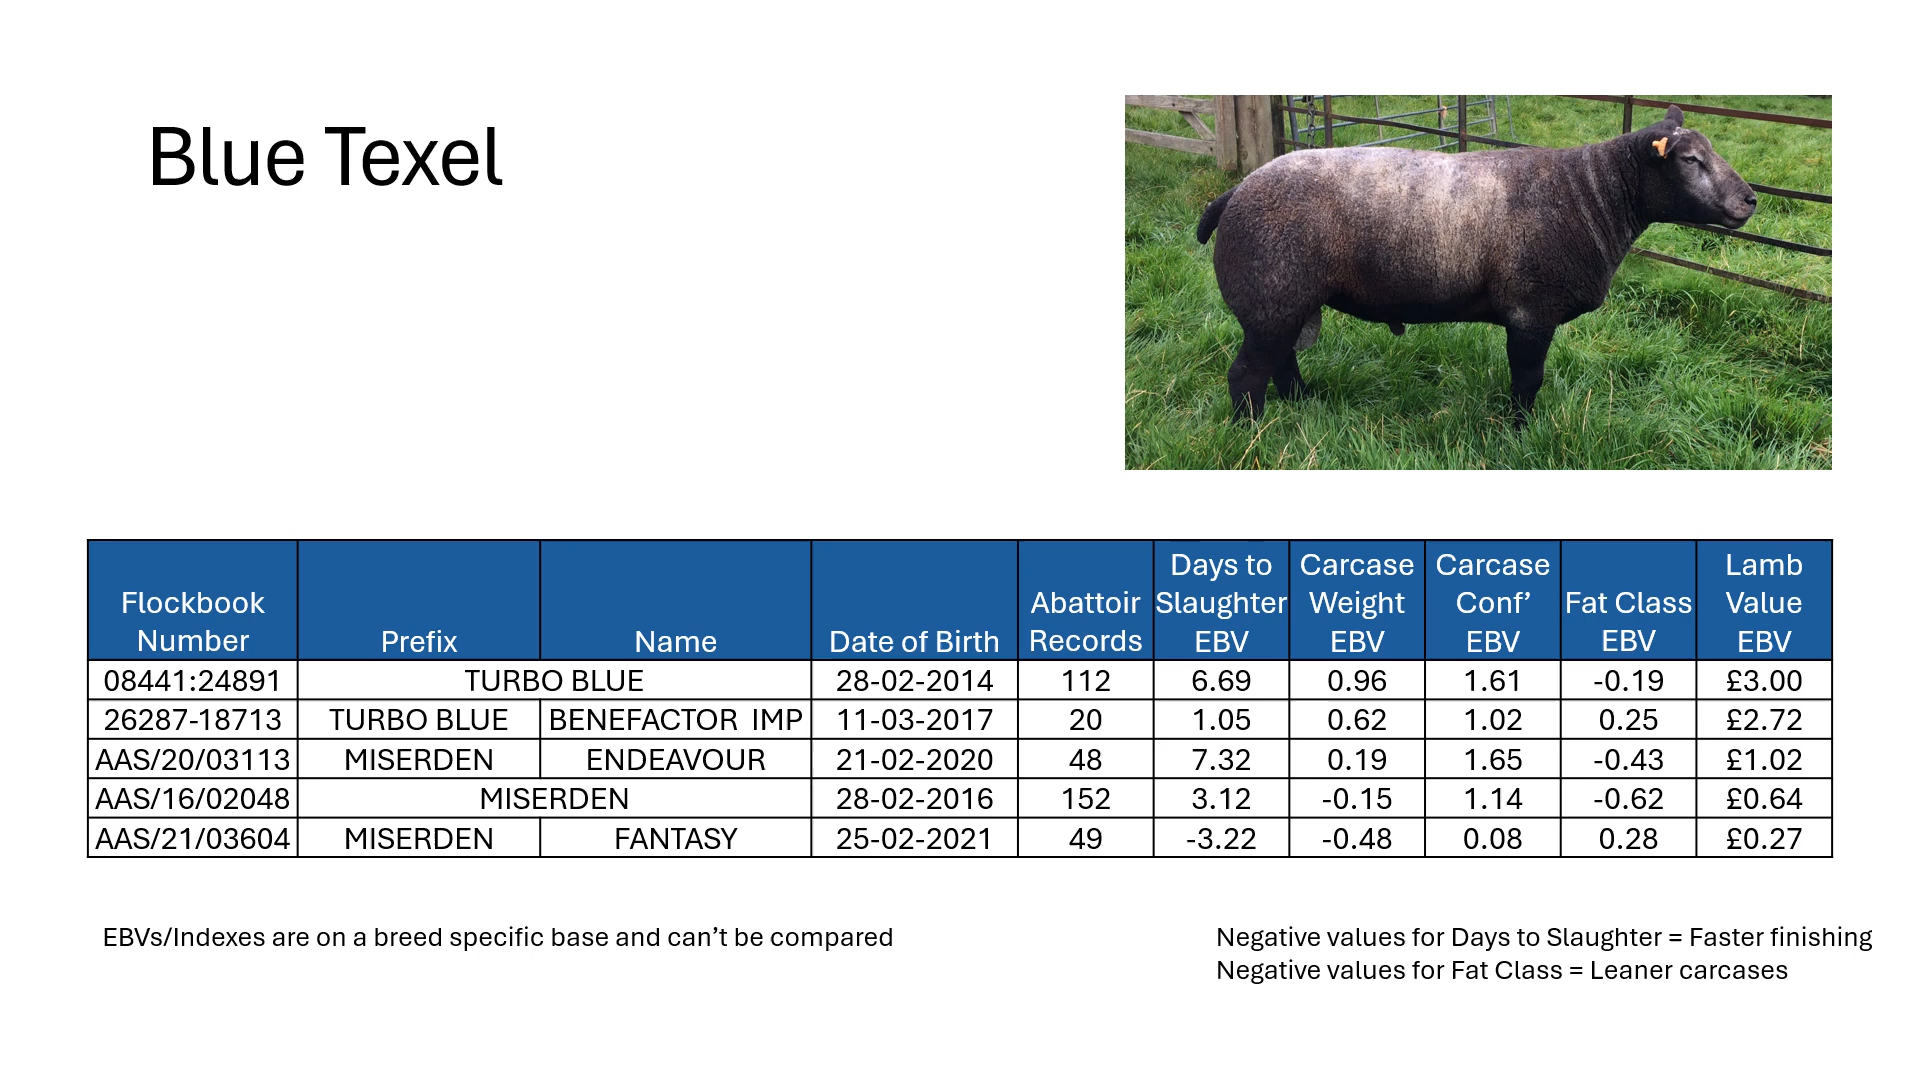 Blue Texel
Flockbook Number | Prefix | Name | Date of Birth | Abattoir Records | Days to Slaughter EBV | Carcase Weight EBV | Carcase Conf’ EBV | Fat Class EBV | Lamb Value EBV
08441:24891 | TURBO BLUE | 28-02-2014 | 112 | 6.69 | 0.96 | 1.61 | -0.19 | £3.00
26287-18713 | TURBO BLUE | BENEFACTOR IMP | 11-03-2017 | 20 | 1.05 | 0.62 | 1.02 | 0.25 | £2.72
AAS/20/03113 | MISERDEN | ENDEAVOUR | 21-02-2020 | 48 | 7.32 | 0.19 | 1.65 | -0.43 | £1.02
AAS/16/02048 | MISERDEN | 28-02-2016 | 152 | 3.12 | -0.15 | 1.14 | -0.62 | £0.64
AAS/21/03604 | MISERDEN | FANTASY | 25-02-2021 | 49 | -3.22 | -0.48 | 0.08 | 0.28 | £0.27
EBVs/Indexes are on a breed specific base and can’t be compared
Negative values for Days to Slaughter = Faster finishing
Negative values for Fat Class = Leaner carcases